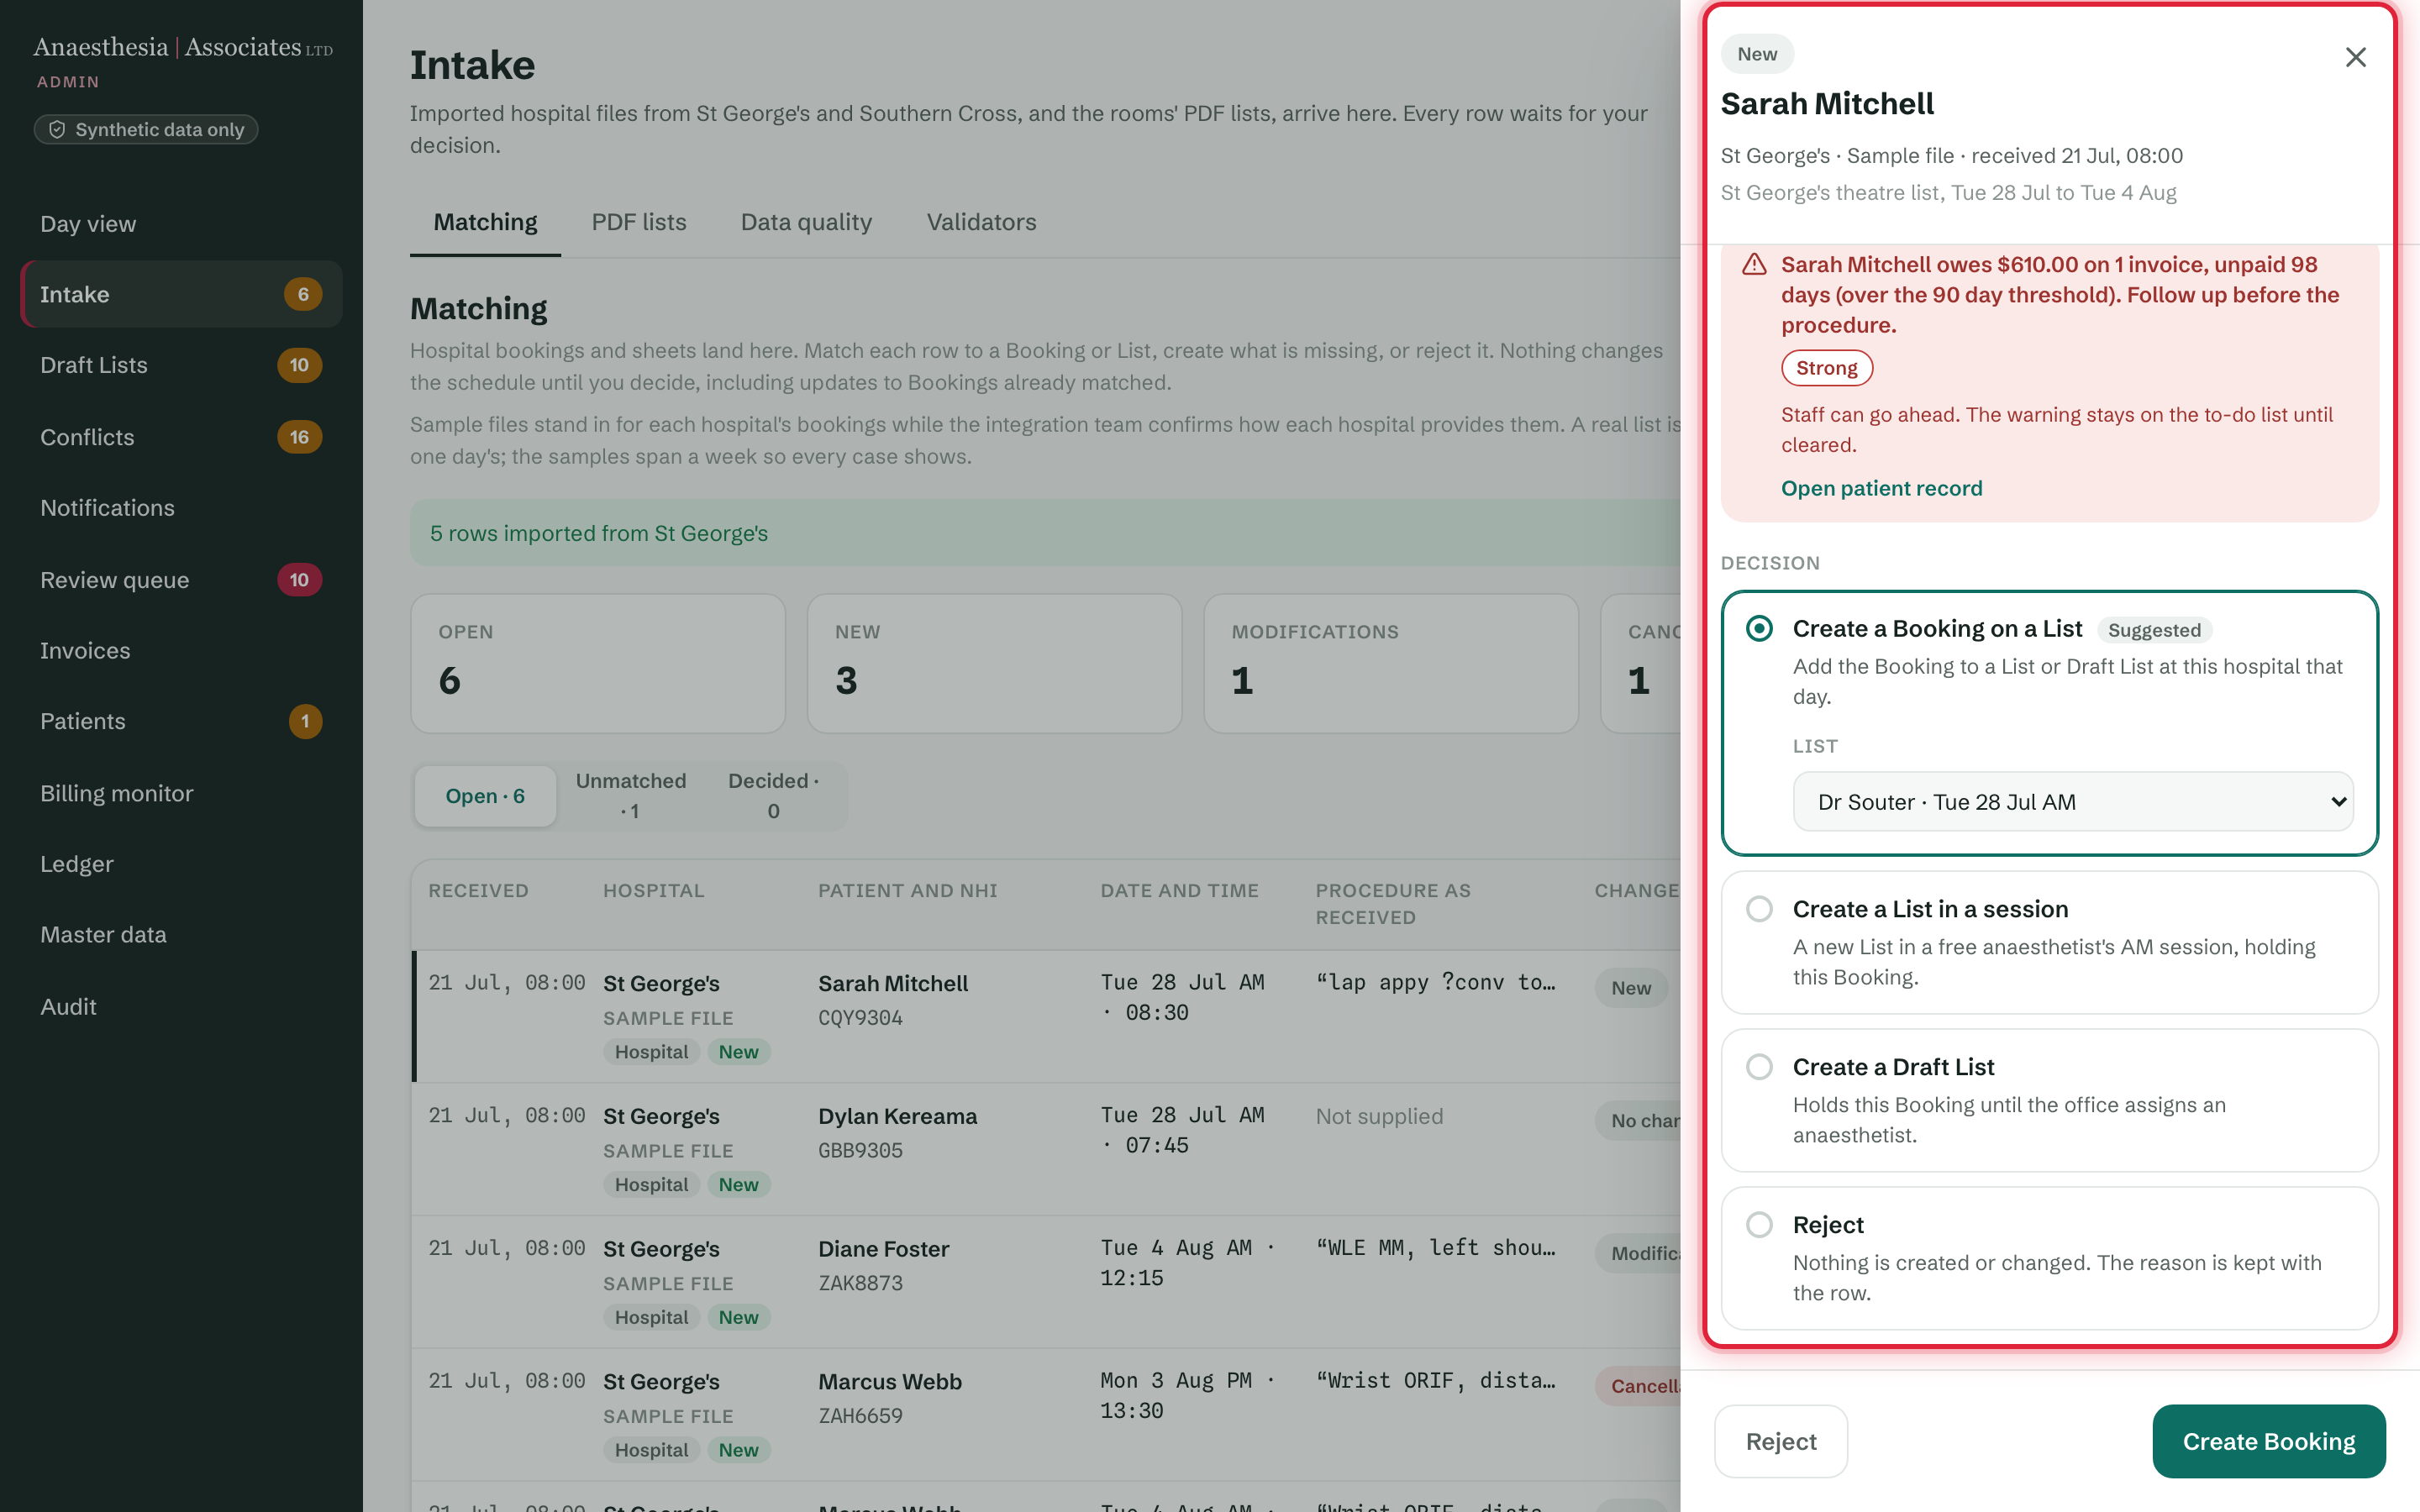 Anaesthesia | Associates LTD
ADMIN
Synthetic data only
Day view
Intake 6
Draft Lists 10
Conflicts 16
Notifications
Review queue 10
Invoices
Patients 1
Billing monitor
Ledger
Master data
Audit
Intake
Imported hospital files from St George's and Southern Cross, and the rooms' PDF lists, arrive here. Every row waits for your
decision.
Matching PDF lists Data quality Validators
Matching
Hospital bookings and sheets land here. Match each row to a Booking or List, create what is missing, or reject it. Nothing changes
the schedule until you decide, including updates to Bookings already matched.
Sample files stand in for each hospital's bookings while the integration team confirms how each hospital provides them. A real list is
one day's; the samples span a week so every case shows.
5 rows imported from St George's
OPEN
6
NEW
3
MODIFICATIONS
1
CANC
1
Open · 6
Unmatched
· 1
Decided ·
0
RECEIVED HOSPITAL PATIENT AND NHI DATE AND TIME PROCEDURE AS CHANGE
RECEIVED
21 Jul, 08:00 St George's Sarah Mitchell Tue 28 Jul AM “lap appy ?conv to… New
SAMPLE FILE CQY9304 · 08:30
Hospital New
21 Jul, 08:00 St George's Dylan Kereama Tue 28 Jul AM Not supplied No chan
SAMPLE FILE GBB9305 · 07:45
Hospital New
21 Jul, 08:00 St George's Diane Foster Tue 4 Aug AM · “WLE MM, left shou… Modific
SAMPLE FILE ZAK8873 12:15
Hospital New
21 Jul, 08:00 St George's Marcus Webb Mon 3 Aug PM · “Wrist ORIF, dista… Cancell
SAMPLE FILE ZAH6659 13:30
Hospital New
21 Jul, 08:00 St George's Marcus Webb Tue 4 Aug AM · “Wrist ORIF, dista…
New
Sarah Mitchell
St George's · Sample file · received 21 Jul, 08:00
St George's theatre list, Tue 28 Jul to Tue 4 Aug
Sarah Mitchell owes $610.00 on 1 invoice, unpaid 98
days (over the 90 day threshold). Follow up before the
procedure.
Strong
Staff can go ahead. The warning stays on the to-do list until
cleared.
Open patient record
DECISION
Create a Booking on a List Suggested
Add the Booking to a List or Draft List at this hospital that
day.
LIST
Dr Souter · Tue 28 Jul AM
Create a List in a session
A new List in a free anaesthetist's AM session, holding
this Booking.
Create a Draft List
Holds this Booking until the office assigns an
anaesthetist.
Reject
Nothing is created or changed. The reason is kept with
the row.
Reject
Create Booking